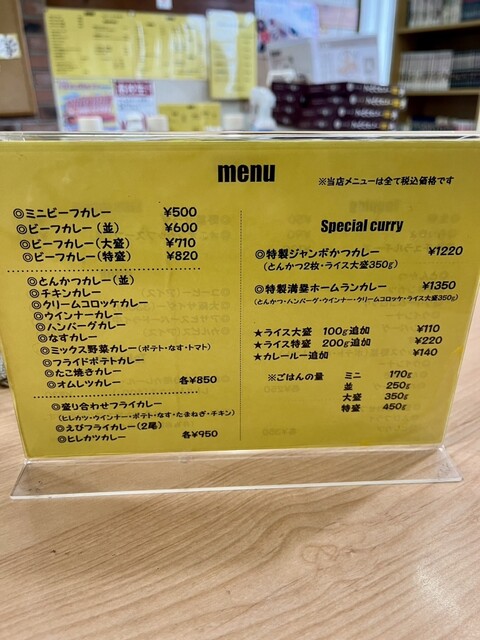 menu
※当店メニューは全て税込価格です
◎ミニビーフカレー ¥500
◎ビーフカレー(並) ¥600
◎ビーフカレー(大盛) ¥710
◎ビーフカレー(特盛) ¥820
◎とんかつカレー(並)
◎チキンカレー
◎クリームコロッケカレー
◎ウインナーカレー
◎ハンバーグカレー
◎なすカレー
◎ミックス野菜カレー(ポテト・なす・トマト)
◎フライドポテトカレー
◎たこ焼きカレー
◎オムレツカレー 各¥850
◎盛り合わせフライカレー
(ヒレカツ・ウインナー・ポテト・なす・たまねぎ・チキン)
◎えびフライカレー(2尾)
◎ヒレカツカレー 各¥950
Special curry
◎特製ジャンボかつカレー ¥1220
(とんかつ2枚・ライス大盛350g)
◎特製満塁ホームランカレー ¥1350
(とんかつ・ハンバーグ・ウインナー・クリームコロッケ・ライス大盛350g)
★ライス大盛 100g追加 ¥110
★ライス特盛 200g追加 ¥220
★カレールー追加 ¥140
※ごはんの量 ミニ 170g
並 250g
大盛 350g
特盛 450g